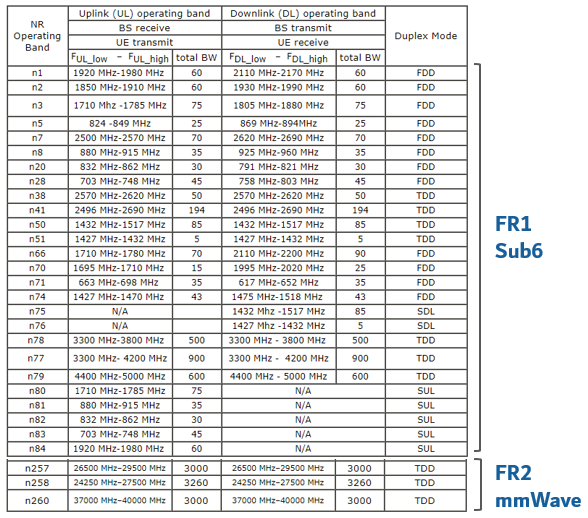 NR Operating Band | Uplink (UL) operating band | Downlink (DL) operating band | Duplex Mode
BS receive | BS transmit
UE transmit | UE receive
FUL_low – FUL_high | total BW | FDL_low – FDL_high | total BW
n1 | 1920 MHz-1980 MHz | 60 | 2110 MHz-2170 MHz | 60 | FDD
n2 | 1850 MHz-1910 MHz | 60 | 1930 MHz-1990 MHz | 60 | FDD
n3 | 1710 Mhz -1785 MHz | 75 | 1805 MHz-1880 MHz | 75 | FDD
n5 | 824 -849 MHz | 25 | 869 MHz-894MHz | 25 | FDD
n7 | 2500 MHz-2570 MHz | 70 | 2620 MHz-2690 MHz | 70 | FDD
n8 | 880 MHz-915 MHz | 35 | 925 MHz-960 MHz | 35 | FDD
n20 | 832 MHz-862 MHz | 30 | 791 MHz-821 MHz | 30 | FDD
n28 | 703 MHz-748 MHz | 45 | 758 MHz-803 MHz | 45 | FDD
n38 | 2570 MHz-2620 MHz | 50 | 2570 MHz-2620 MHz | 50 | TDD
n41 | 2496 MHz-2690 MHz | 194 | 2496 MHz-2690 MHz | 194 | TDD
n50 | 1432 MHz-1517 MHz | 85 | 1432 MHz-1517 MHz | 85 | TDD
n51 | 1427 MHz-1432 MHz | 5 | 1427 MHz-1432 MHz | 5 | TDD
n66 | 1710 MHz-1780 MHz | 70 | 2110 MHz-2200 MHz | 90 | FDD
n70 | 1695 MHz-1710 MHz | 15 | 1995 MHz-2020 MHz | 25 | FDD
n71 | 663 MHz-698 MHz | 35 | 617 MHz-652 MHz | 35 | FDD
n74 | 1427 MHz-1470 MHz | 43 | 1475 MHz-1518 MHz | 43 | FDD
n75 | N/A | 1432 Mhz -1517 MHz | 85 | SDL
n76 | N/A | 1427 Mhz -1432 MHz | 5 | SDL
n78 | 3300 MHz-3800 MHz | 500 | 3300 MHz - 3800 MHz | 500 | TDD
n77 | 3300 MHz- 4200 MHz | 900 | 3300 MHz - 4200 MHz | 900 | TDD
n79 | 4400 MHz-5000 MHz | 600 | 4400 MHz - 5000 MHz | 600 | TDD
n80 | 1710 MHz-1785 MHz | 75 | N/A | SUL
n81 | 880 MHz-915 MHz | 35 | N/A | SUL
n82 | 832 MHz-862 MHz | 30 | N/A | SUL
n83 | 703 MHz-748 MHz | 45 | N/A | SUL
n84 | 1920 MHz-1980 MHz | 60 | N/A | SUL
FR1
Sub6
n257 | 26500 MHz–29500 MHz | 3000 | 26500 MHz–29500 MHz | 3000 | TDD
n258 | 24250 MHz–27500 MHz | 3260 | 24250 MHz–27500 MHz | 3260 | TDD
n260 | 37000 MHz–40000 MHz | 3000 | 37000 MHz–40000 MHz | 3000 | TDD
FR2
mmWave